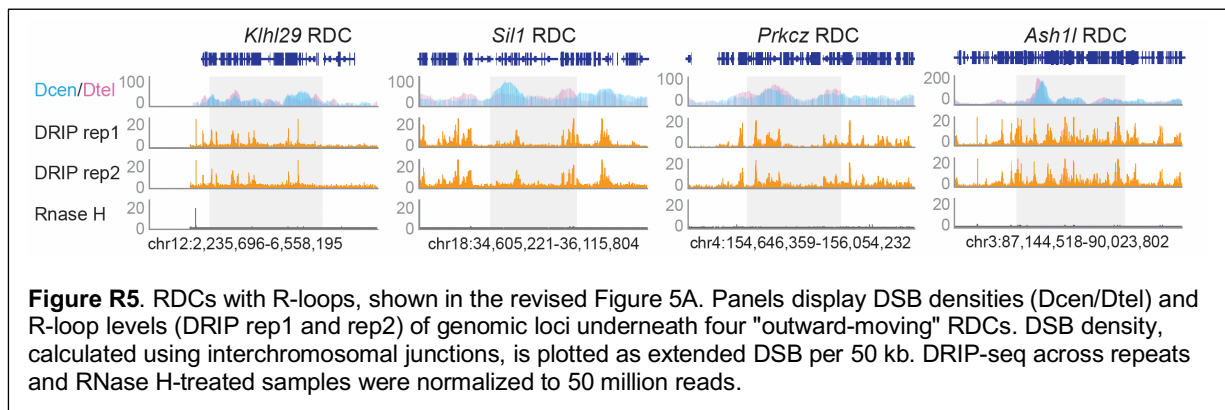 Klhl29 RDC Sil1 RDC Prkcz RDC Ash1l RDC
Dcen/Dtel 100 0 100 0 100 0 200 0
DRIP rep1 20 0 20 0 20 0 20 0
DRIP rep2 20 0 20 0 20 0 20 0
Rnase H 20 0 20 0 20 0 20 0
chr12:2,235,696-6,558,195 chr18:34,605,221-36,115,804 chr4:154,646,359-156,054,232 chr3:87,144,518-90,023,802
Figure R5. RDCs with R-loops, shown in the revised Figure 5A. Panels display DSB densities (Dcen/Dtel) and
R-loop levels (DRIP rep1 and rep2) of genomic loci underneath four "outward-moving" RDCs. DSB density,
calculated using interchromosomal junctions, is plotted as extended DSB per 50 kb. DRIP-seq across repeats
and RNase H-treated samples were normalized to 50 million reads.